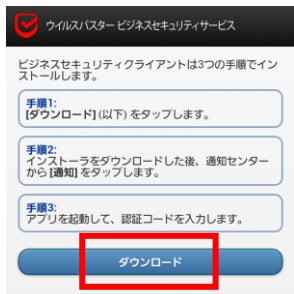 ウイルスバスター ビジネスセキュリティサービス
ビジネスセキュリティクライアントは3つの手順でイン
ストールします。
手順1:
[ダウンロード] (以下) をタップします。
手順2:
インストーラをダウンロードした後、通知センター
から [通知] をタップします。
手順3:
アプリを起動して、認証コードを入力します。
ダウンロード